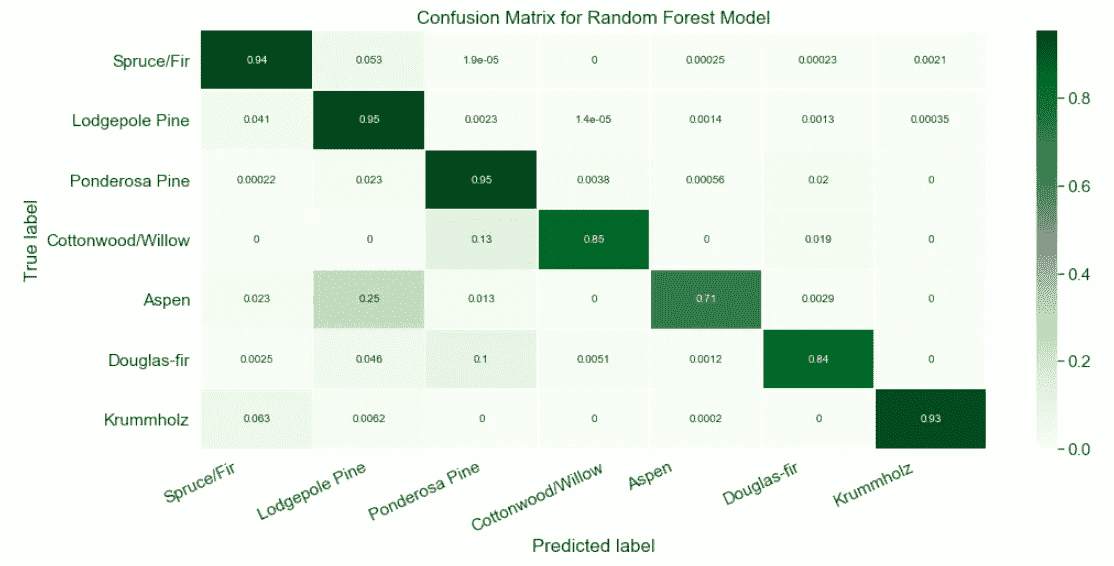 Confusion Matrix for Random Forest Model
Spruce/Fir 0.94 0.053 1.9e-05 0 0.00025 0.00023 0.0021
Lodgepole Pine 0.041 0.95 0.0023 1.4e-05 0.0014 0.0013 0.00035
Ponderosa Pine 0.00022 0.023 0.95 0.0038 0.00056 0.02 0
Cottonwood/Willow 0 0 0.13 0.85 0 0.019 0
Aspen 0.023 0.25 0.013 0 0.71 0.0029 0
Douglas-fir 0.0025 0.046 0.1 0.0051 0.0012 0.84 0
Krummholz 0.063 0.0062 0 0 0.0002 0 0.93
True label
Spruce/Fir Lodgepole Pine Ponderosa Pine Cottonwood/Willow Aspen Douglas-fir Krummholz
Predicted label
0.8
0.6
0.4
0.2
0.0